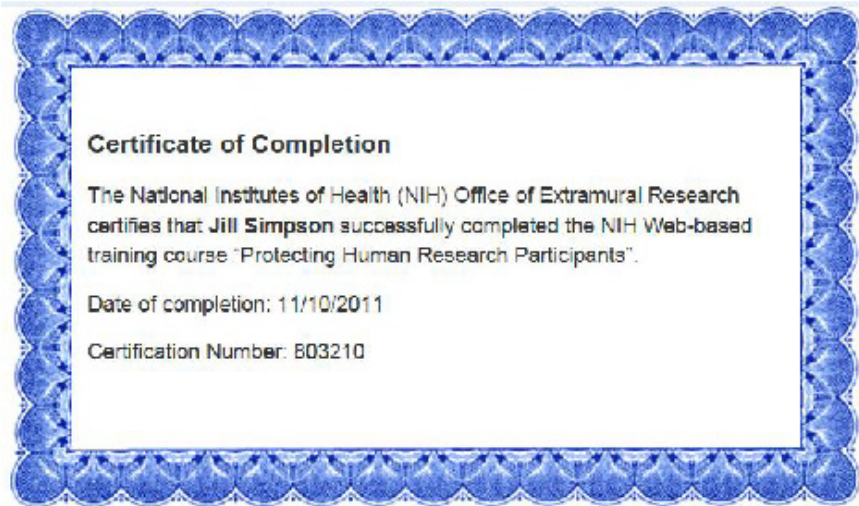 Certificate of Completion
The National Institutes of Health (NIH) Office of Extramural Research
certifies that Jill Simpson successfully completed the NIH Web-based
training course "Protecting Human Research Participants".
Date of completion: 11/10/2011
Certification Number: 803210